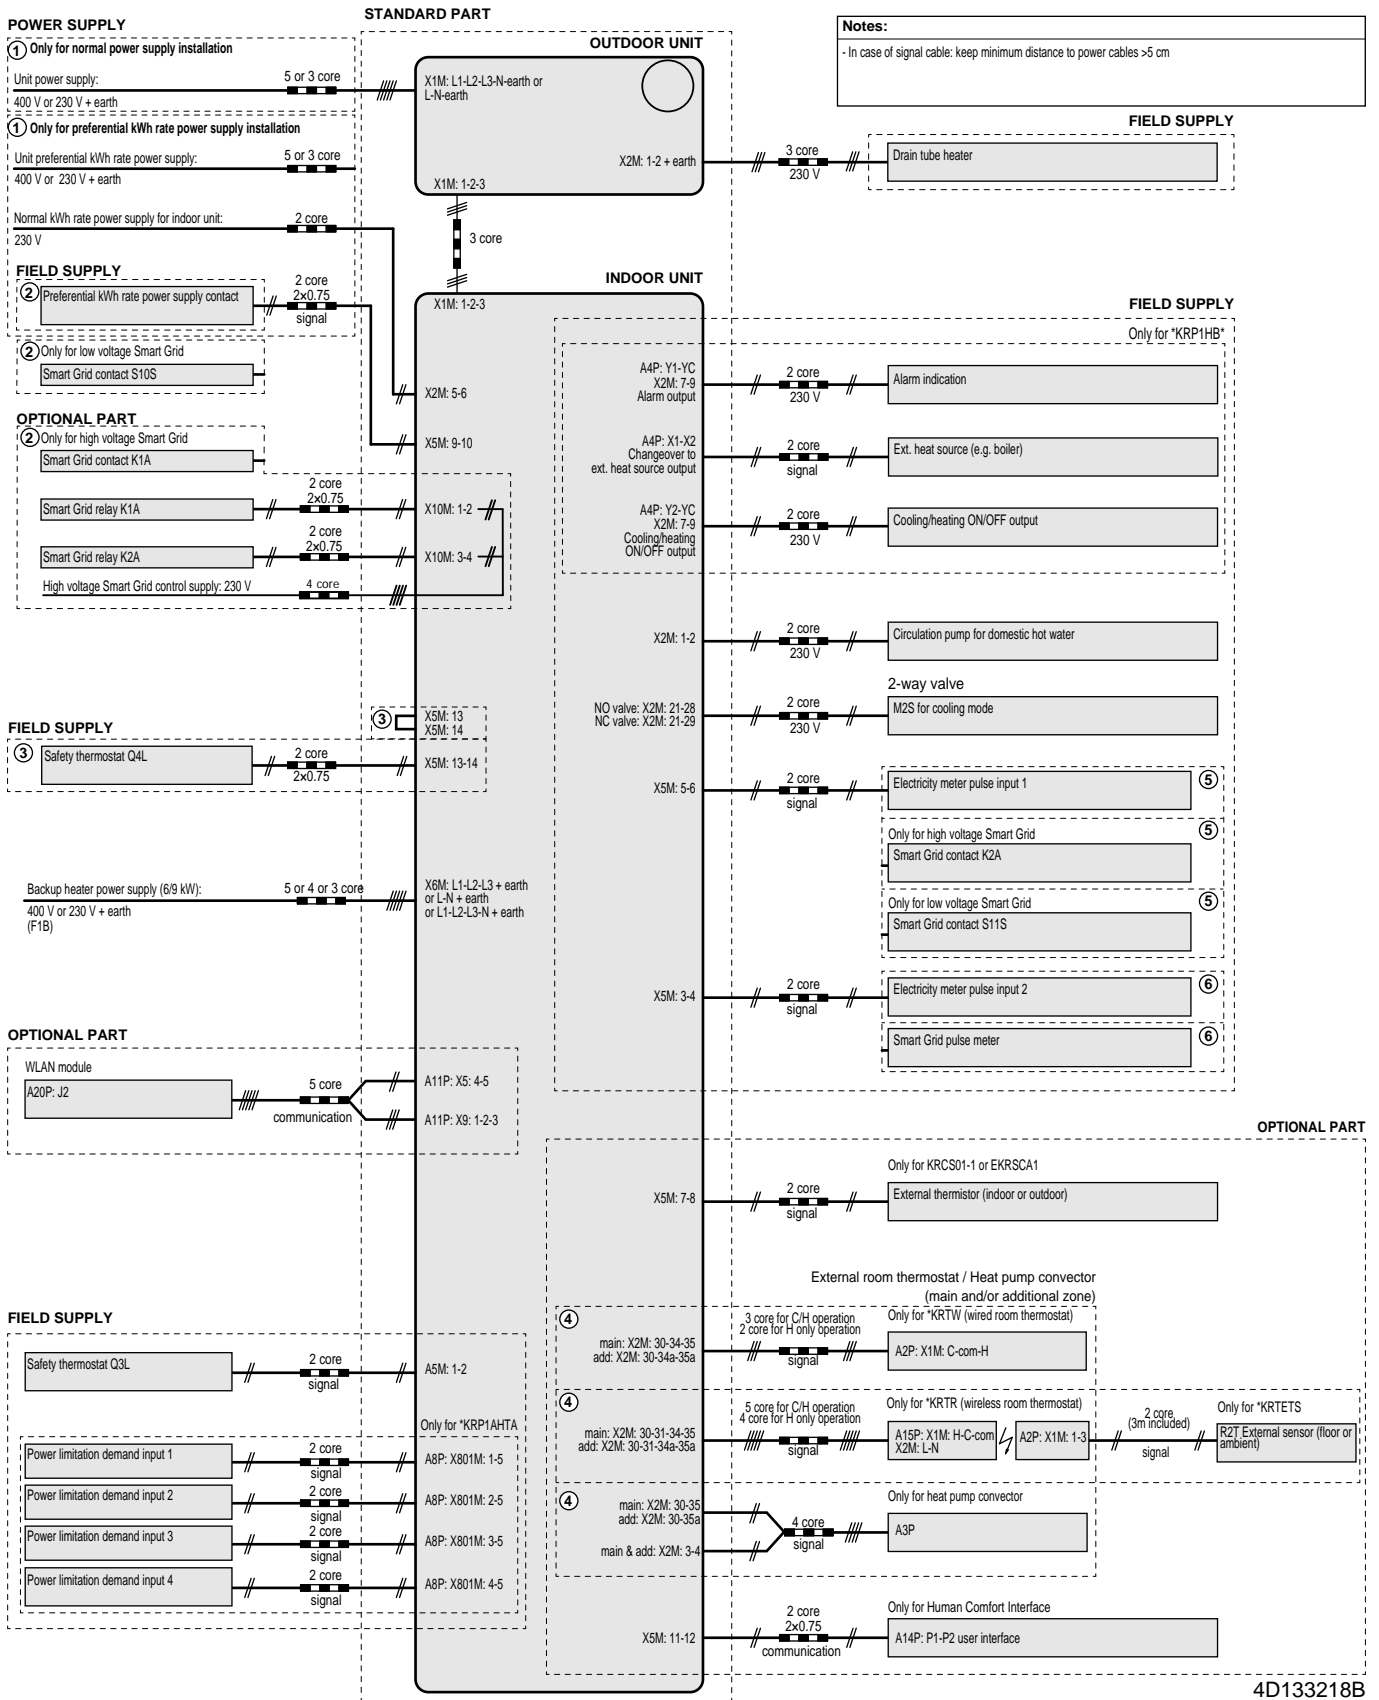 POWER SUPPLY
① Only for normal power supply installation
Unit power supply:
5 or 3 core
400 V or 230 V + earth
① Only for preferential kWh rate power supply installation
Unit preferential kWh rate power supply:
5 or 3 core
400 V or 230 V + earth
Normal kWh rate power supply for indoor unit:
2 core
230 V
FIELD SUPPLY
② Preferential kWh rate power supply contact
2 core
2×0.75
signal
② Only for low voltage Smart Grid
Smart Grid contact S10S
OPTIONAL PART
② Only for high voltage Smart Grid
Smart Grid contact K1A
Smart Grid relay K1A
2 core
2×0.75
Smart Grid relay K2A
2 core
2×0.75
High voltage Smart Grid control supply: 230 V
4 core
FIELD SUPPLY
③ Safety thermostat Q4L
2 core
2×0.75
Backup heater power supply (6/9 kW):
5 or 4 or 3 core
400 V or 230 V + earth
(F1B)
OPTIONAL PART
WLAN module
A20P: J2
5 core
communication
FIELD SUPPLY
Safety thermostat Q3L
2 core
signal
Power limitation demand input 1
2 core
signal
Power limitation demand input 2
2 core
signal
Power limitation demand input 3
2 core
signal
Power limitation demand input 4
2 core
signal
STANDARD PART
OUTDOOR UNIT
X1M: L1-L2-L3-N-earth or
L-N-earth
X2M: 1-2 + earth
X1M: 1-2-3
3 core
INDOOR UNIT
X1M: 1-2-3
X2M: 5-6
X5M: 9-10
X10M: 1-2
X10M: 3-4
③
X5M: 13
X5M: 14
X5M: 13-14
X6M: L1-L2-L3 + earth
or L-N + earth
or L1-L2-L3-N + earth
A11P: X5: 4-5
A11P: X9: 1-2-3
A5M: 1-2
Only for *KRP1AHTA
A8P: X801M: 1-5
A8P: X801M: 2-5
A8P: X801M: 3-5
A8P: X801M: 4-5
Notes:
- In case of signal cable: keep minimum distance to power cables >5 cm
FIELD SUPPLY
3 core
230 V
Drain tube heater
FIELD SUPPLY
Only for *KRP1HB*
A4P: Y1-YC
X2M: 7-9
Alarm output
2 core
230 V
Alarm indication
A4P: X1-X2
Changeover to
ext. heat source output
2 core
signal
Ext. heat source (e.g. boiler)
A4P: Y2-YC
X2M: 7-9
Cooling/heating
ON/OFF output
2 core
230 V
Cooling/heating ON/OFF output
X2M: 1-2
2 core
230 V
Circulation pump for domestic hot water
2-way valve
NO valve: X2M: 21-28
NC valve: X2M: 21-29
2 core
230 V
M2S for cooling mode
X5M: 5-6
2 core
signal
Electricity meter pulse input 1
⑤
Only for high voltage Smart Grid
⑤
Smart Grid contact K2A
Only for low voltage Smart Grid
⑤
Smart Grid contact S11S
X5M: 3-4
2 core
signal
Electricity meter pulse input 2
⑥
Smart Grid pulse meter
⑥
OPTIONAL PART
Only for KRCS01-1 or EKRSCA1
X5M: 7-8
2 core
signal
External thermistor (indoor or outdoor)
External room thermostat / Heat pump convector
(main and/or additional zone)
④
main: X2M: 30-34-35
add: X2M: 30-34a-35a
3 core for C/H operation
2 core for H only operation
signal
Only for *KRTW (wired room thermostat)
A2P: X1M: C-com-H
④
main: X2M: 30-31-34-35
add: X2M: 30-31-34a-35a
5 core for C/H operation
4 core for H only operation
signal
Only for *KRTR (wireless room thermostat)
A15P: X1M: H-C-com
X2M: L-N
A2P: X1M: 1-3
2 core
(3m included)
signal
Only for *KRTETS
R2T External sensor (floor or
ambient)
④
main: X2M: 30-35
add: X2M: 30-35a
main & add: X2M: 3-4
4 core
signal
Only for heat pump convector
A3P
X5M: 11-12
2 core
2×0.75
communication
Only for Human Comfort Interface
A14P: P1-P2 user interface
4D133218B